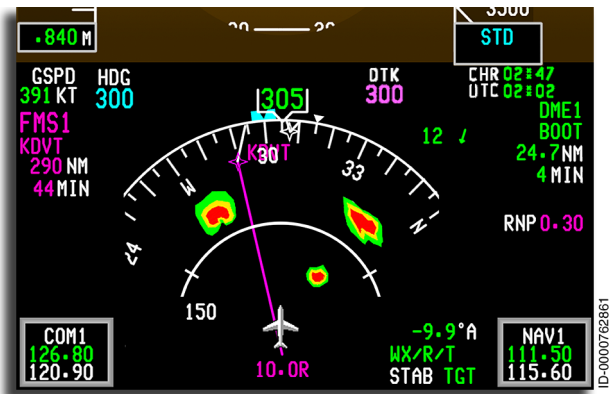 20 20
3500
.840 M
STD
GSPD
391 KT
HDG
300
305
DTK
300
CHR 02:47
UTC 02:02
FMS1
KDVT
290 NM
44 MIN
DME1
BOOT
24.7 NM
4 MIN
12
KDVT
30
33
W
N
24
RNP 0.30
150
10.0R
COM1
126.80
120.90
-9.9°A
WX/R/T
STAB TGT
NAV1
111.50
115.60
ID-0000762861